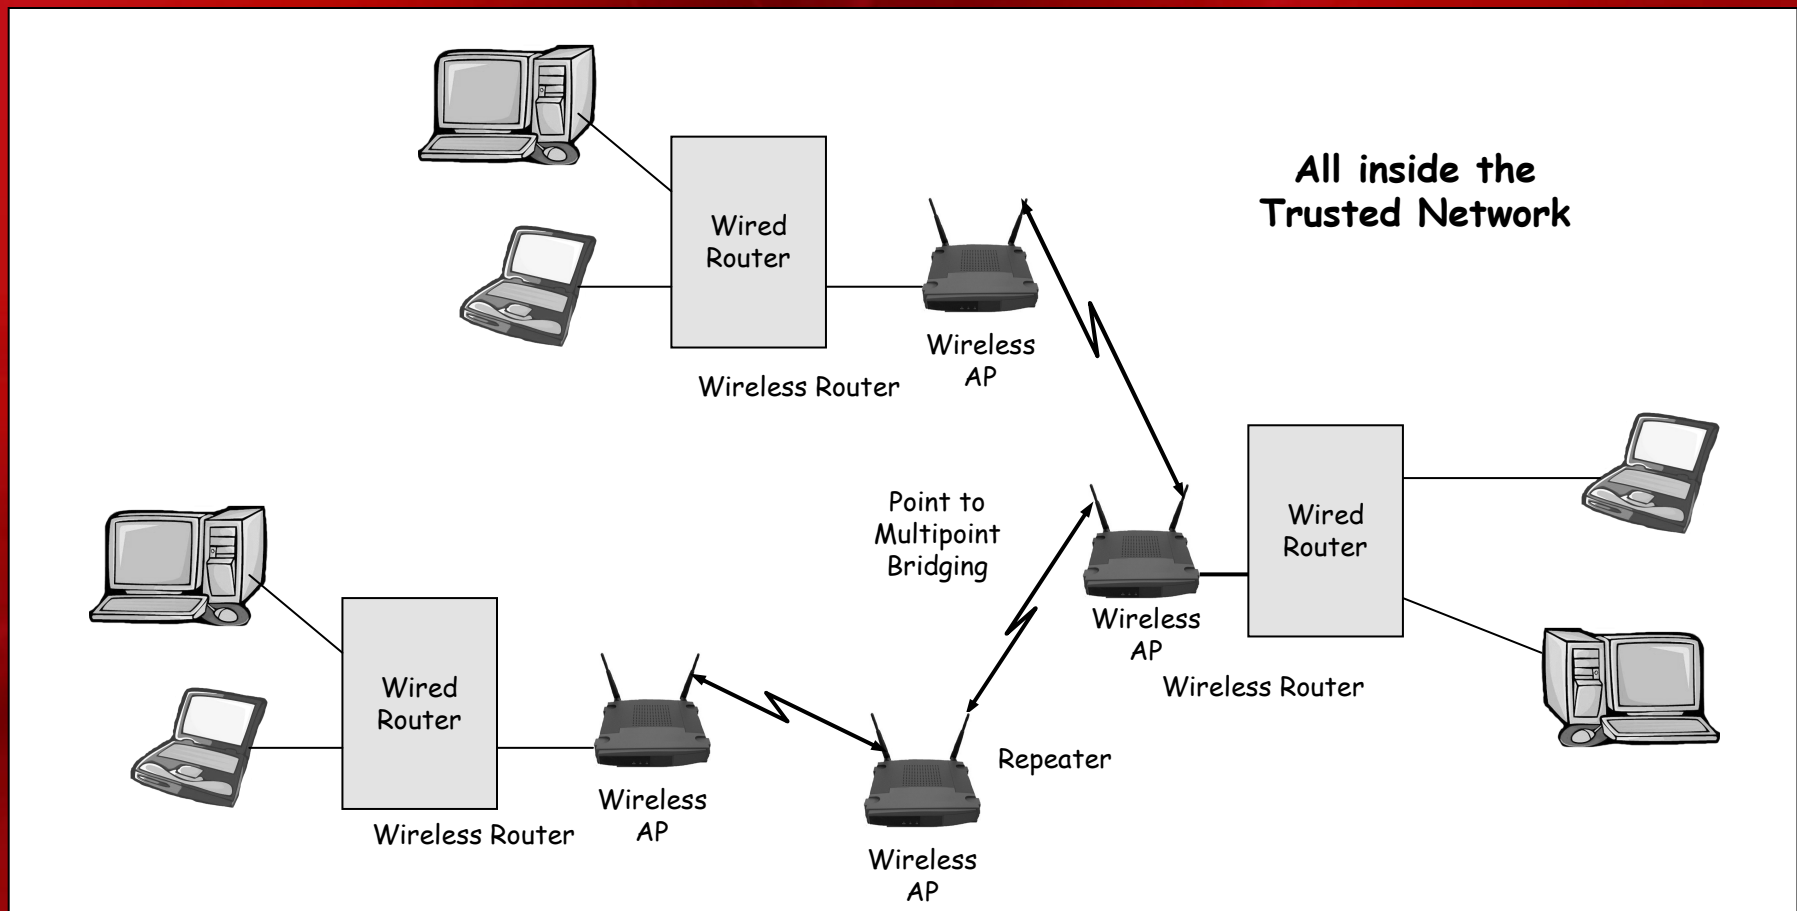 All inside the
Trusted Network
Wired
Router
Wireless
AP
Wireless Router
Point to
Multipoint
Bridging
Wired
Router
Wireless
AP
Wireless Router
Wired
Router
Wireless
AP
Wireless Router
Repeater
Wireless
AP